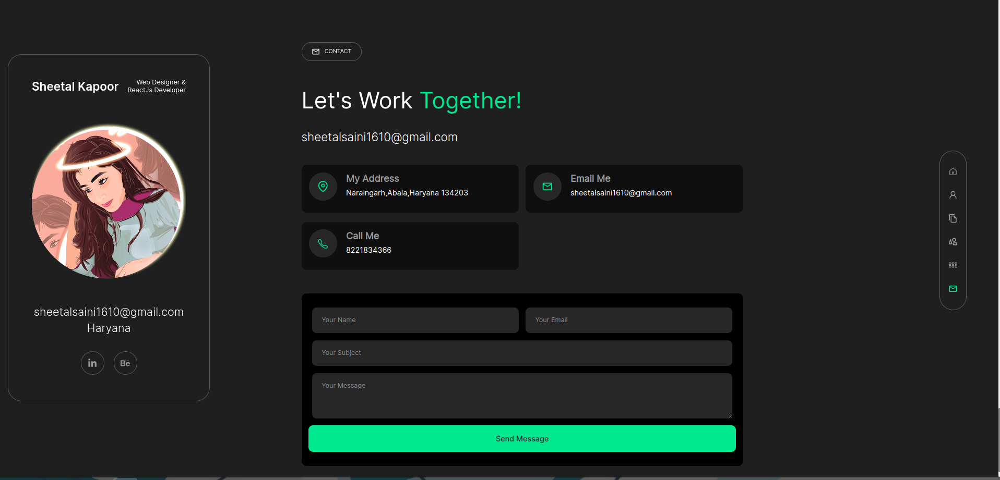 Sheetal Kapoor
Web Designer &
ReactJs Developer
sheetalsaini1610@gmail.com
Haryana
in
Bē
CONTACT
Let's Work Together!
sheetalsaini1610@gmail.com
My Address
Naraingarh,Abala,Haryana 134203
Email Me
sheetalsaini1610@gmail.com
Call Me
8221834366
Your Name
Your Email
Your Subject
Your Message
Send Message